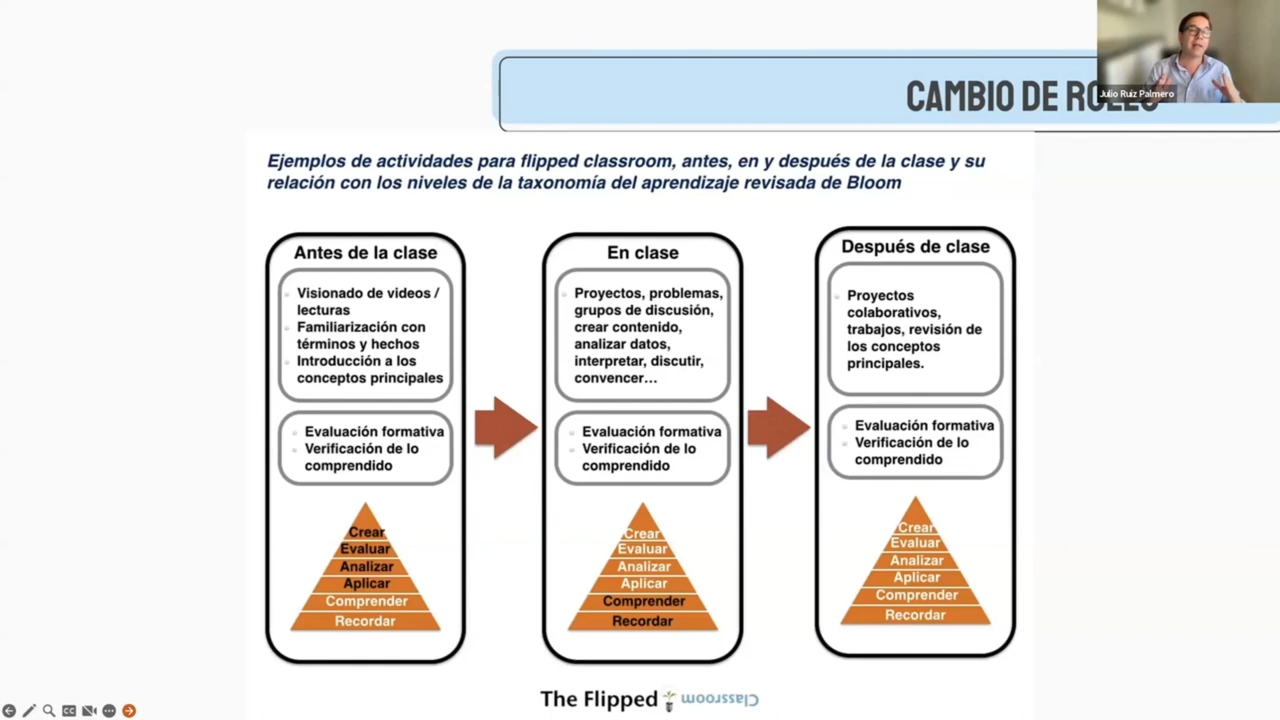 Julio Ruiz Palmero
CAMBIO DE ROLES
Ejemplos de actividades para flipped classroom, antes, en y después de la clase y su
relación con los niveles de la taxonomía del aprendizaje revisada de Bloom
Antes de la clase
Visionado de videos /
lecturas
Familiarización con
términos y hechos
Introducción a los
conceptos principales
Evaluación formativa
Verificación de lo
comprendido
Crear
Evaluar
Analizar
Aplicar
Comprender
Recordar
En clase
Proyectos, problemas,
grupos de discusión,
crear contenido,
analizar datos,
interpretar, discutir,
convencer...
Evaluación formativa
Verificación de lo
comprendido
Crear
Evaluar
Analizar
Aplicar
Comprender
Recordar
Después de clase
Proyectos
colaborativos,
trabajos, revisión de
los conceptos
principales.
Evaluación formativa
Verificación de lo
comprendido
Crear
Evaluar
Analizar
Aplicar
Comprender
Recordar
The Flipped Classroom
CC